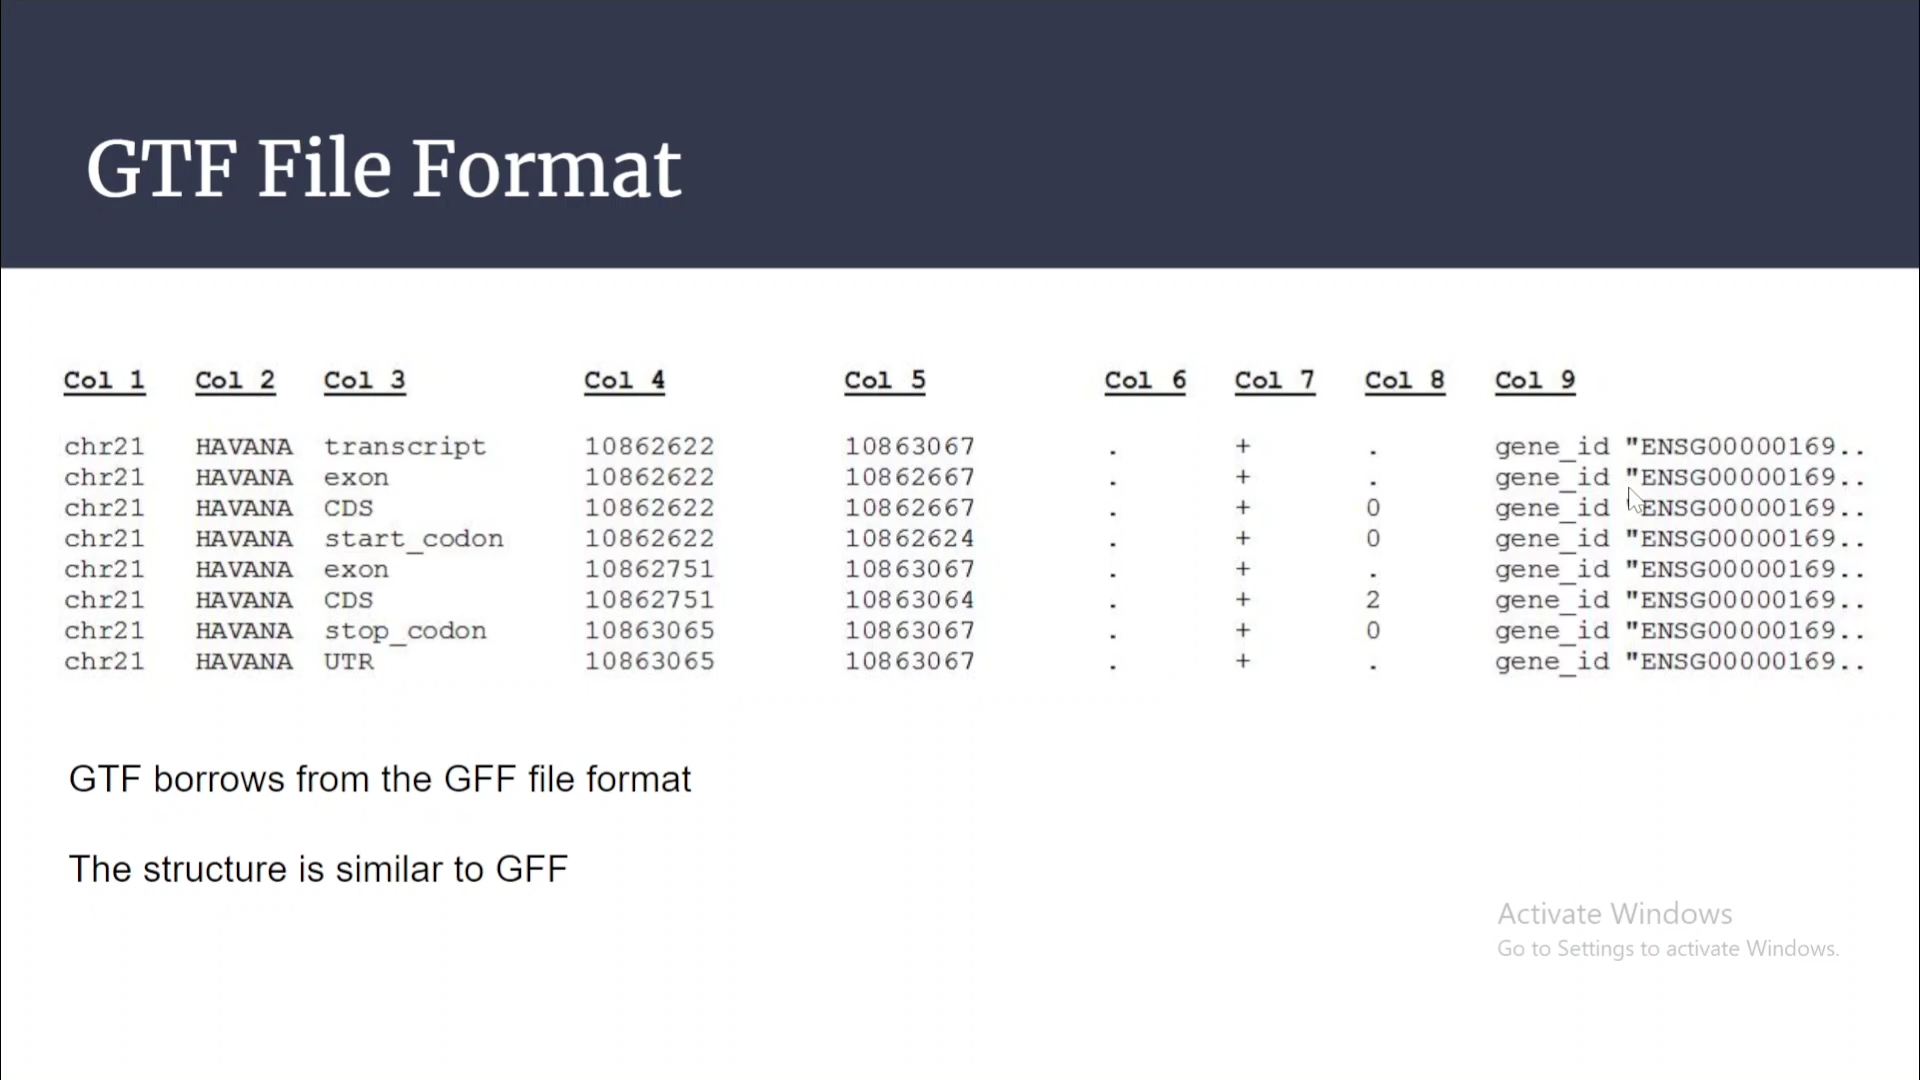 GTF File Format
Col 1 Col 2 Col 3 Col 4 Col 5 Col 6 Col 7 Col 8 Col 9
chr21 HAVANA transcript 10862622 10863067 . + . gene_id "ENSG00000169..
chr21 HAVANA exon 10862622 10862667 . + . gene_id "ENSG00000169..
chr21 HAVANA CDS 10862622 10862667 . + 0 gene_id "ENSG00000169..
chr21 HAVANA start_codon 10862622 10862624 . + 0 gene_id "ENSG00000169..
chr21 HAVANA exon 10862751 10863067 . + . gene_id "ENSG00000169..
chr21 HAVANA CDS 10862751 10863064 . + 2 gene_id "ENSG00000169..
chr21 HAVANA stop_codon 10863065 10863067 . + 0 gene_id "ENSG00000169..
chr21 HAVANA UTR 10863065 10863067 . + . gene_id "ENSG00000169..
GTF borrows from the GFF file format
The structure is similar to GFF
Activate Windows
Go to Settings to activate Windows.